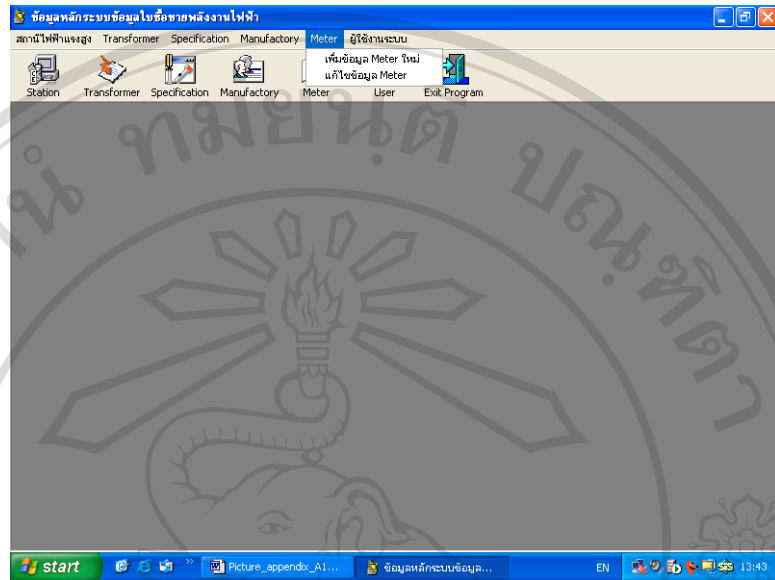 ข้อมูลหลักระบบข้อมูลใบซื้อขายพลังงานไฟฟ้า
สถานีไฟฟ้าแรงสูง Transformer Specification Manufactory Meter ผู้ใช้งานระบบ
เพิ่มข้อมูล Meter ใหม่
แก้ไขข้อมูล Meter
Station Transformer Specification Manufactory Meter User Exit Program
start Picture_appendix_A1... ข้อมูลหลักระบบข้อมูล... EN 13:43